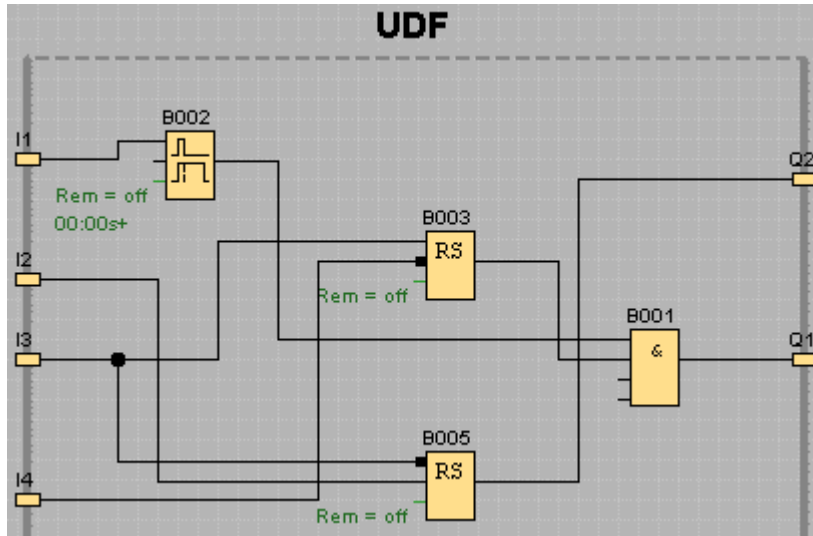 UDF
B002
I1
Q2
Rem = off
00:00s+
B003
RS
I2
Rem = off
B001
I3
&
Q1
B005
RS
I4
Rem = off